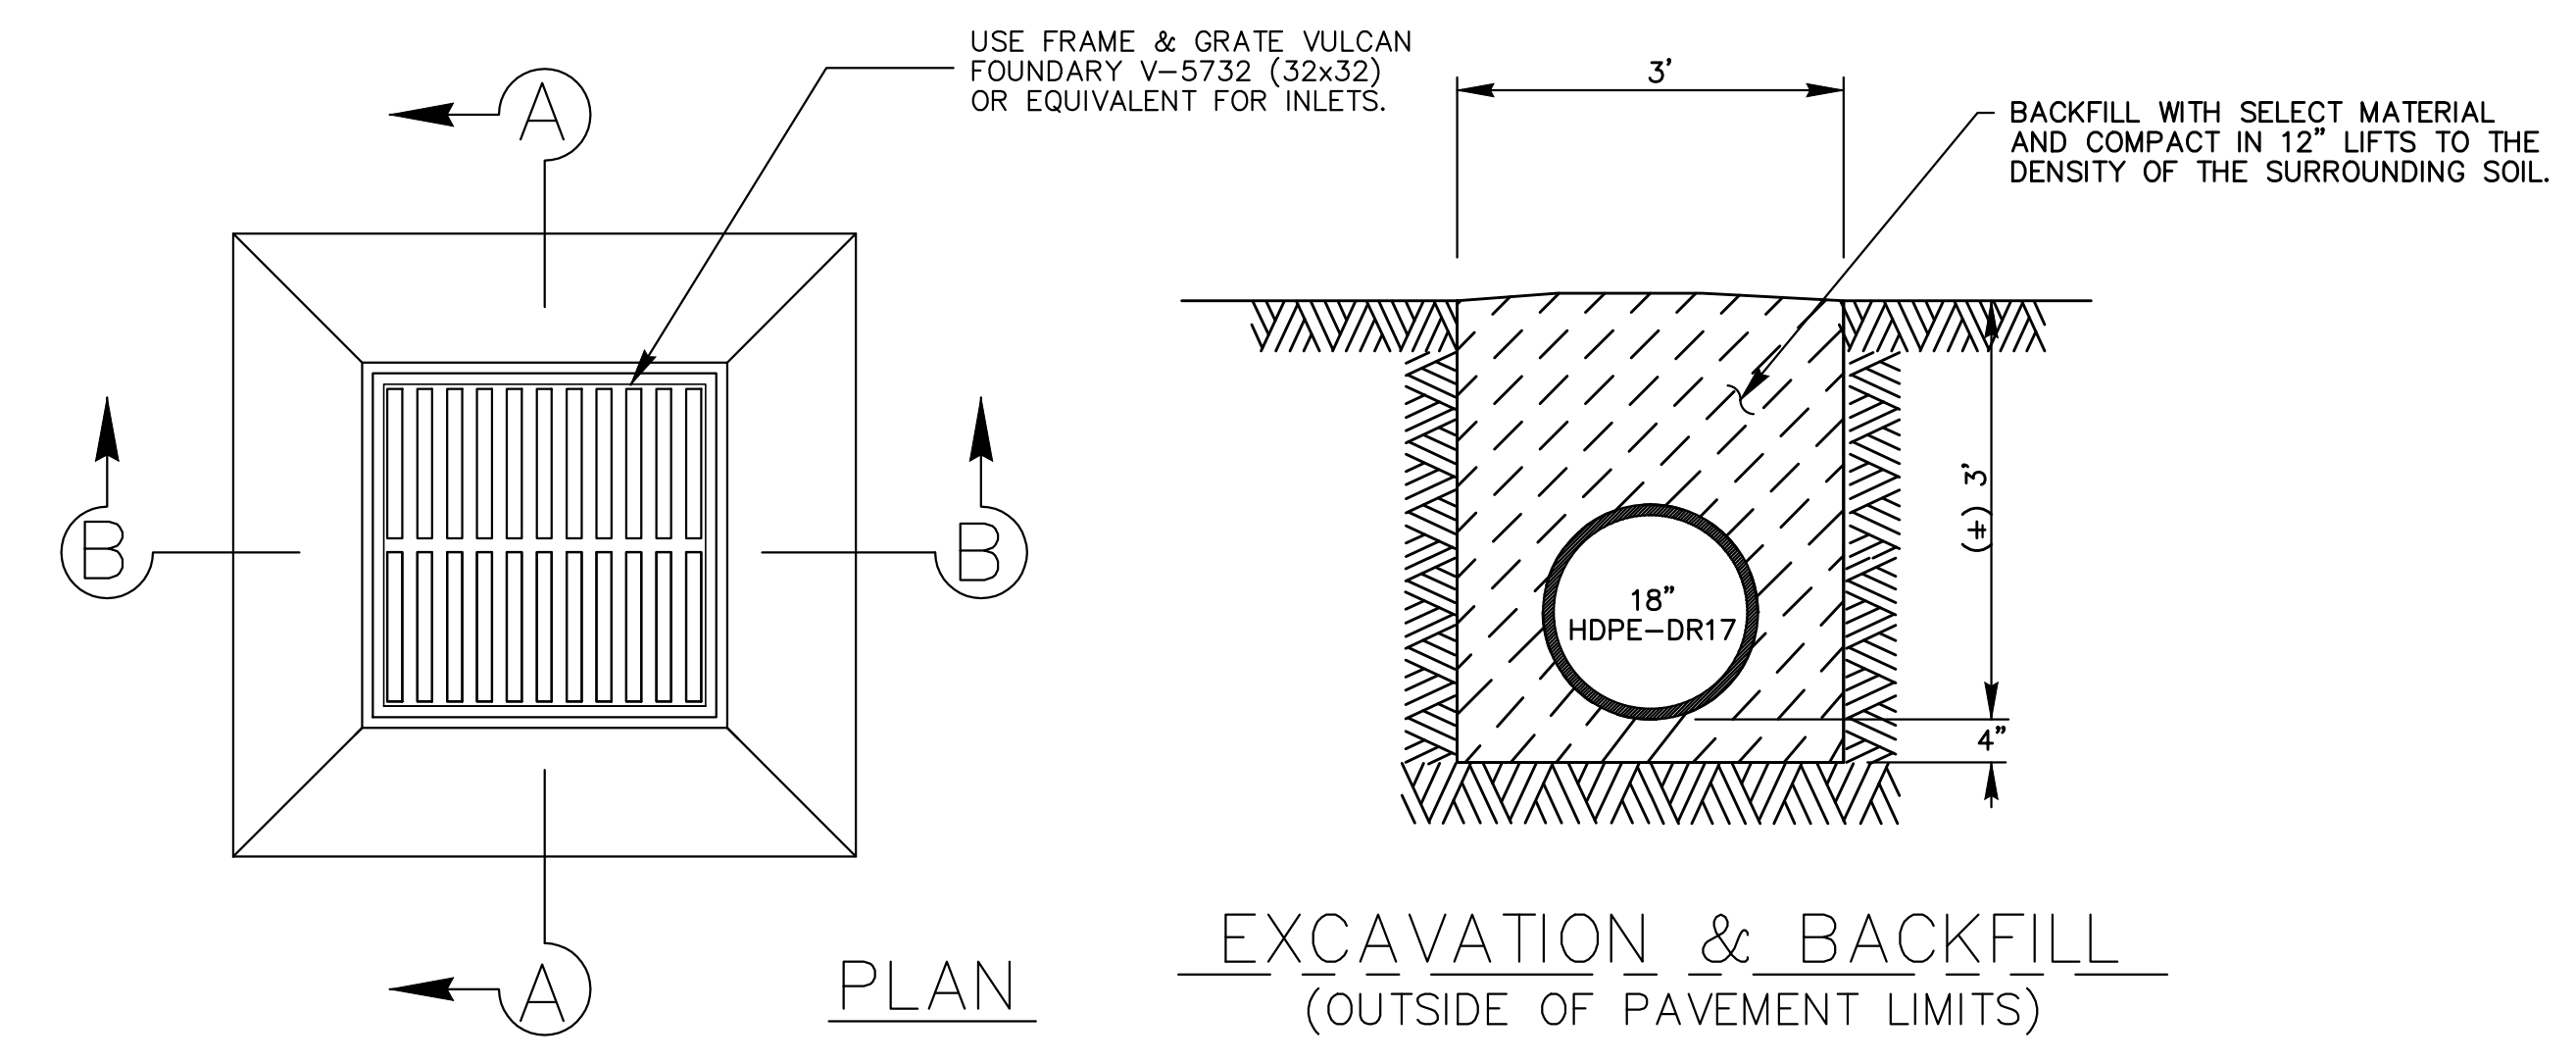 USE FRAME & GRATE VULCAN
FOUNDARY V-5732 (32x32)
OR EQUIVALENT FOR INLETS.
A
B
B
A
PLAN
3'
BACKFILL WITH SELECT MATERIAL
AND COMPACT IN 12" LIFTS TO THE
DENSITY OF THE SURROUNDING SOIL.
(±) 3'
18"
HDPE-DR17
4"
EXCAVATION & BACKFILL
(OUTSIDE OF PAVEMENT LIMITS)